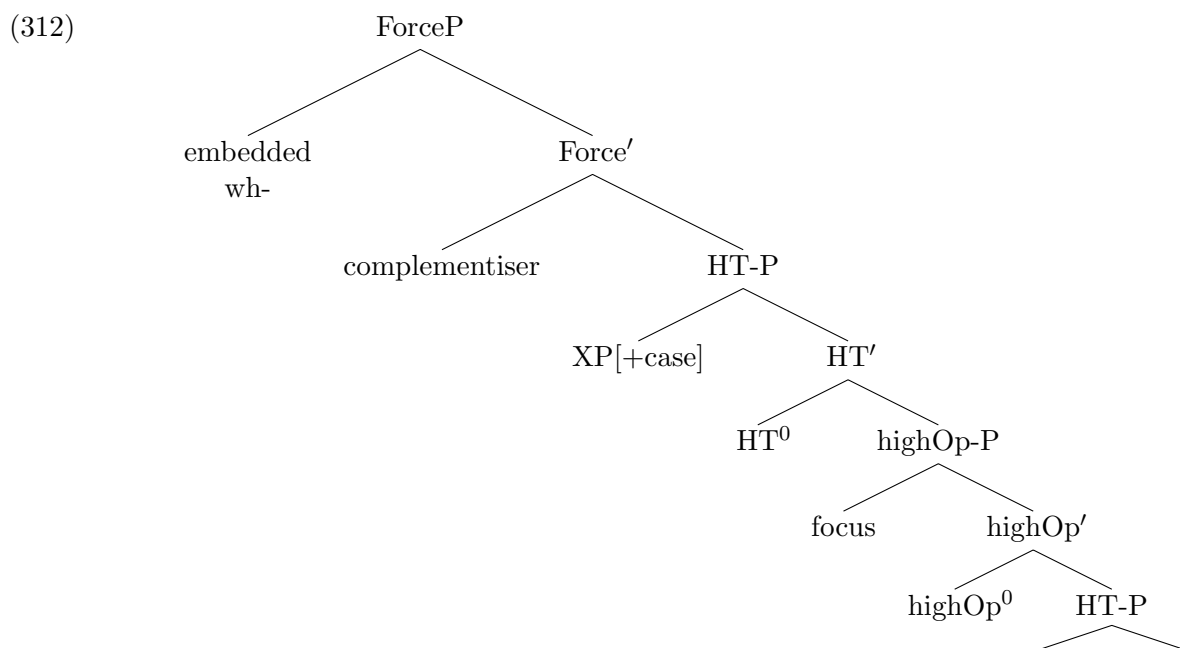 (312) ForceP
embedded Force′
wh-
complementiser HT-P
XP[+case] HT′
HT⁰ highOp-P
focus highOp′
highOp⁰ HT-P